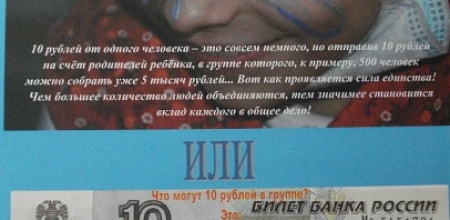 10 рублей от одного человека – это совсем немного, но отправив 10 рублей
на счёт родителей ребёнка, в группе которого, к примеру, 500 человек
можно собрать уже 5 тысяч рублей... Вот как проявляется сила единства!
Чем большее количество людей объединяются, тем значимее становится
вклад каждого в общее дело!
ИЛИ
Что могут 10 рублей в группе?
Это:
10
БИЛЕТ БАНКА РОССИИ